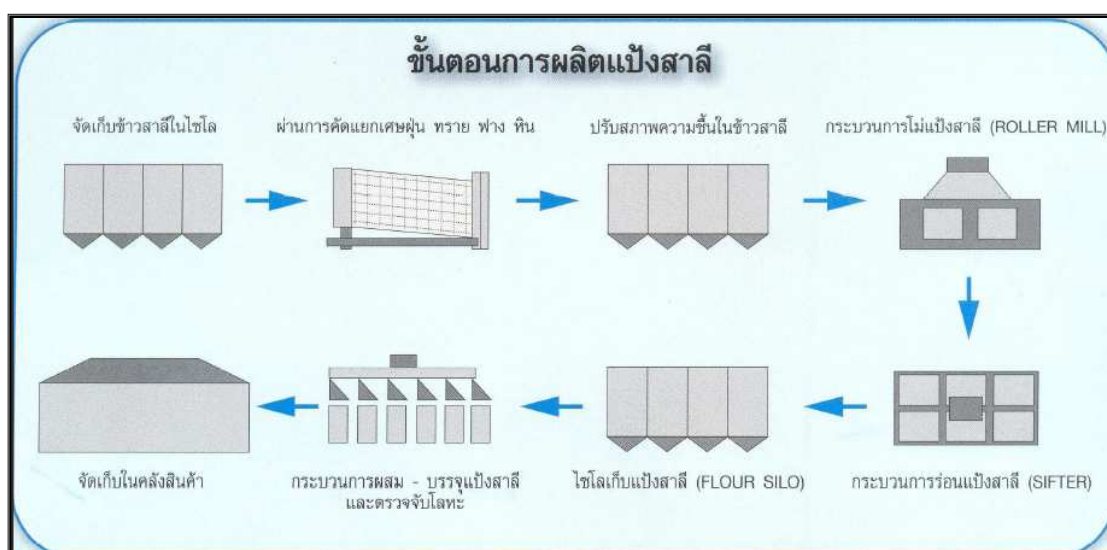 ขั้นตอนการผลิตแป้งสาลี
จัดเก็บข้าวสาลีในไซโล
ผ่านการคัดแยกเศษฝุ่น ทราย ฟาง หิน
ปรับสภาพความชื้นในข้าวสาลี
กระบวนการโม่แป้งสาลี (ROLLER MILL)
จัดเก็บในคลังสินค้า
กระบวนการผสม - บรรจุแป้งสาลี
และตรวจจับโลหะ
ไซโลเก็บแป้งสาลี (FLOUR SILO)
กระบวนการร่อนแป้งสาลี (SIFTER)